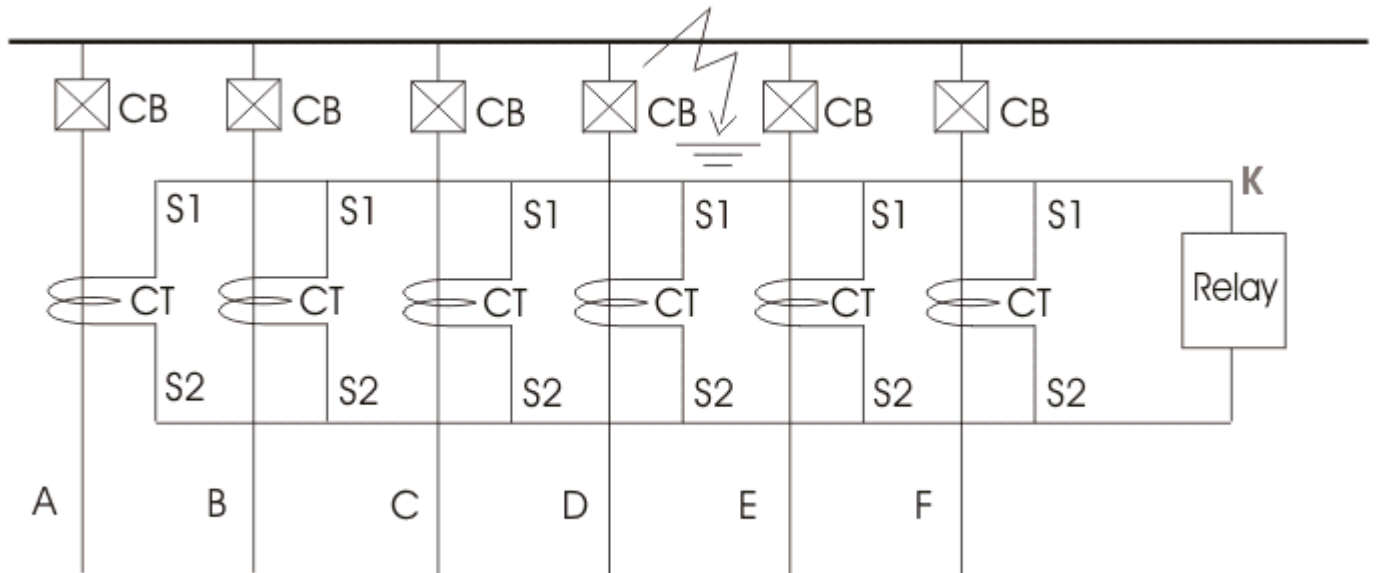 CB CB CB CB CB CB
K
S1 S1 S1 S1 S1 S1
CT CT CT CT CT CT Relay
S2 S2 S2 S2 S2 S2
A B C D E F